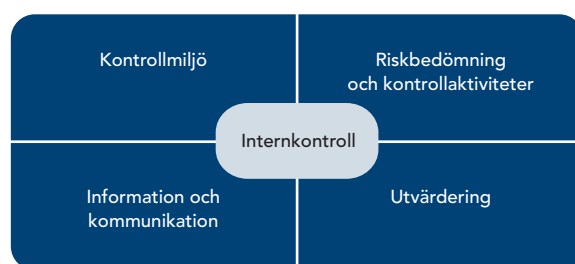 Kontrollmiljö
Riskbedömning
och kontrollaktiviteter
Internkontroll
Information och
kommunikation
Utvärdering